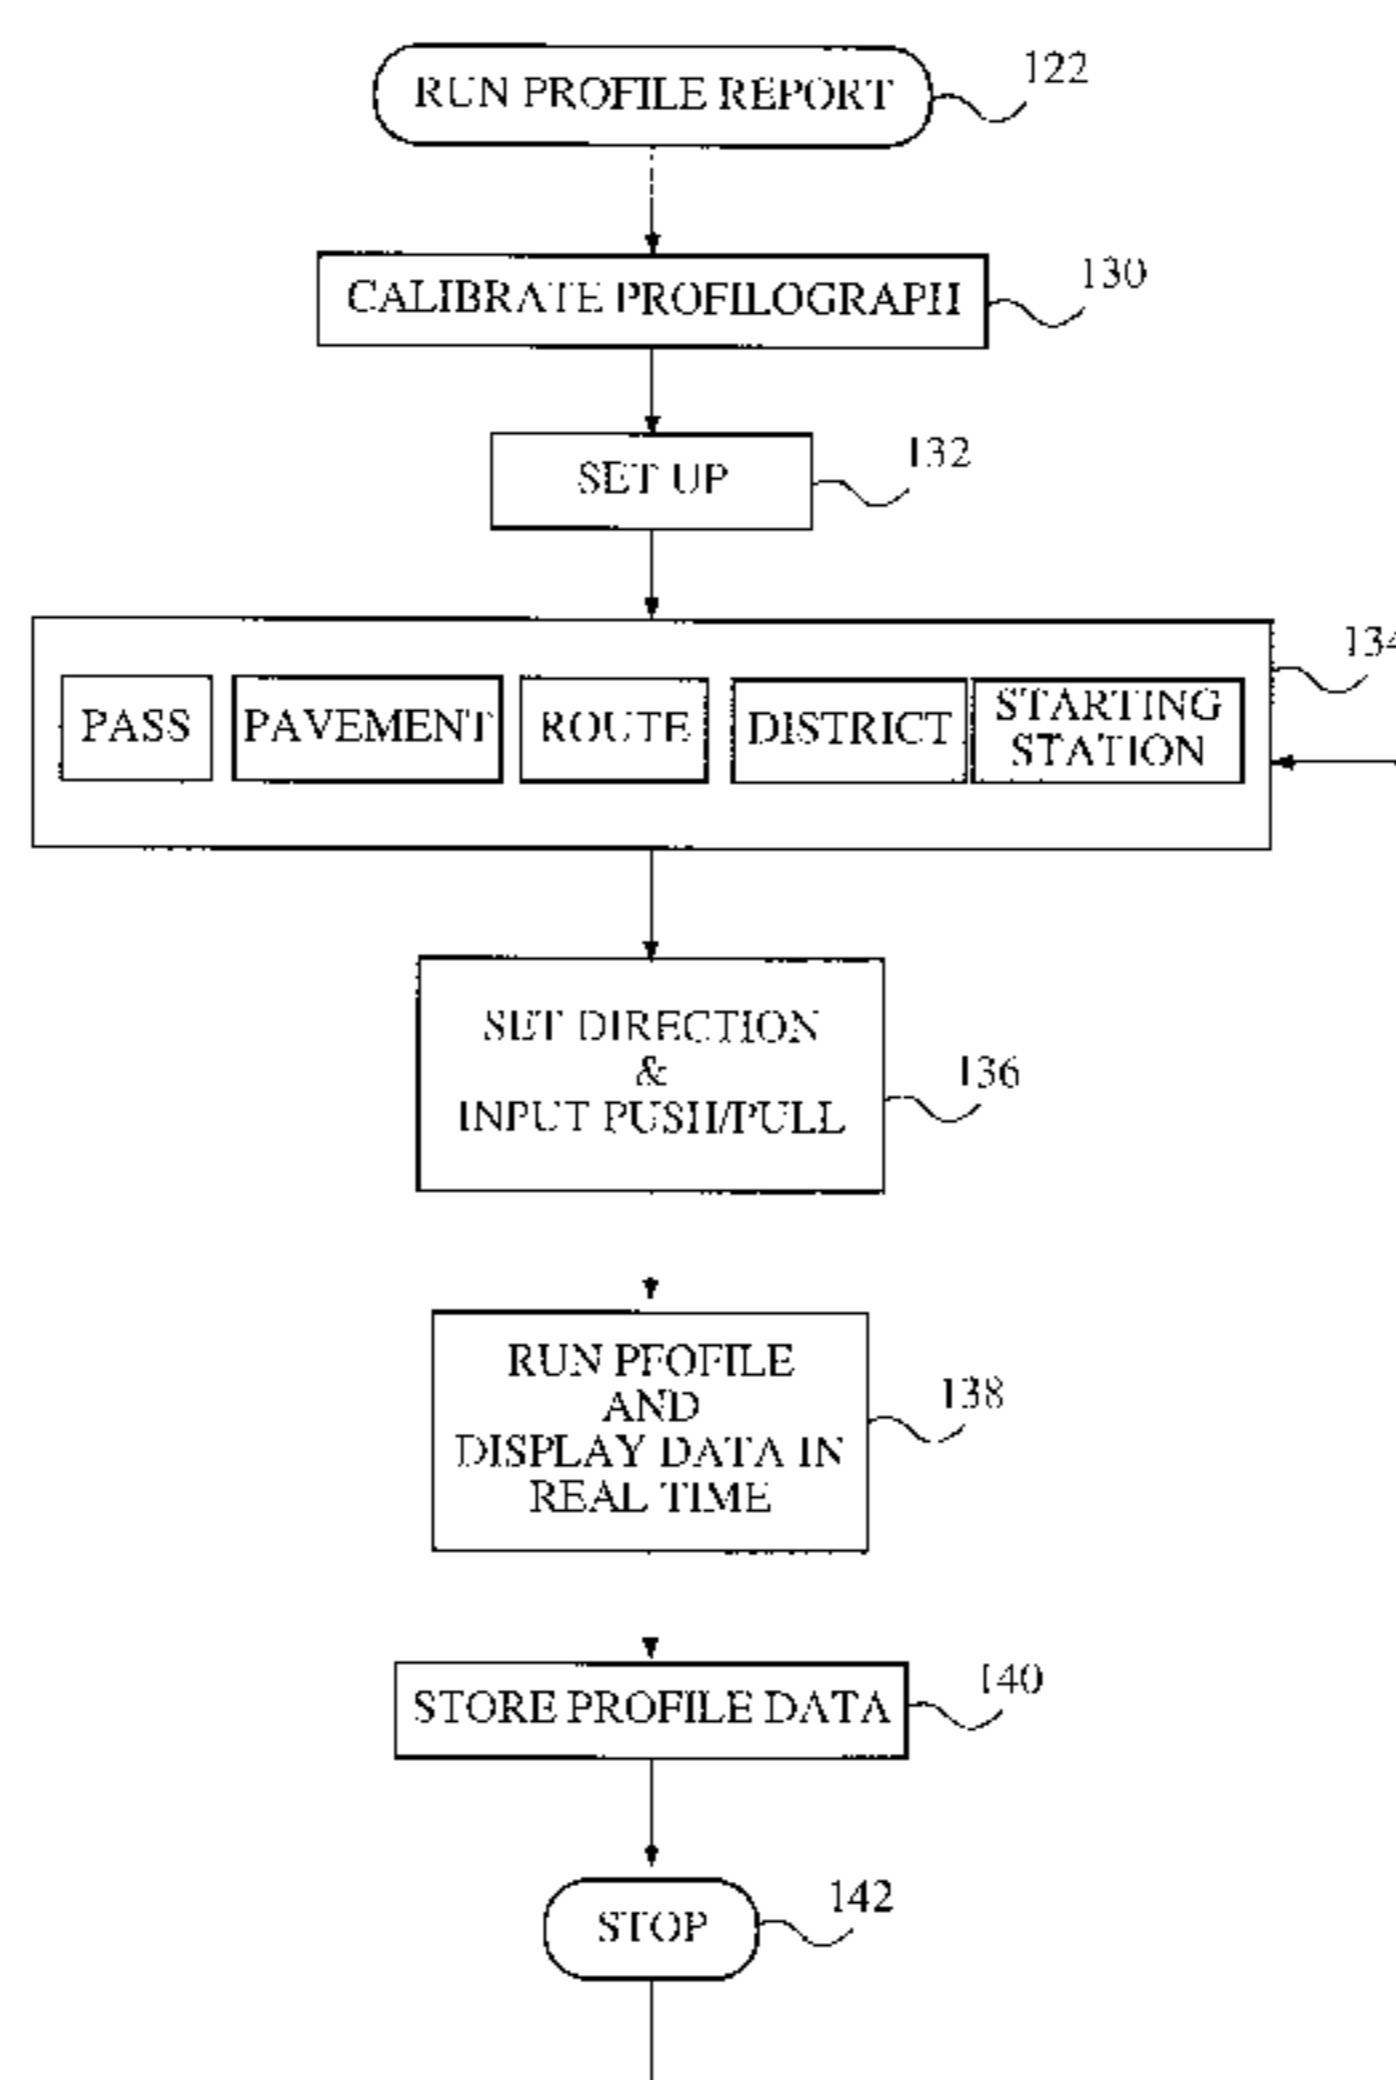 RUN PROFILE REPORT
122
CALIBRATE PROFILOGRAPH
130
SET UP
132
134
PASS
PAVEMENT
ROUTE
DISTRICT
STARTING
STATION
SET DIRECTION
&
INPUT PUSH/PULL
136
RUN PFOFILE
AND
DISPLAY DATA IN
REAL TIME
138
STORE PROFILE DATA
140
STOP
142